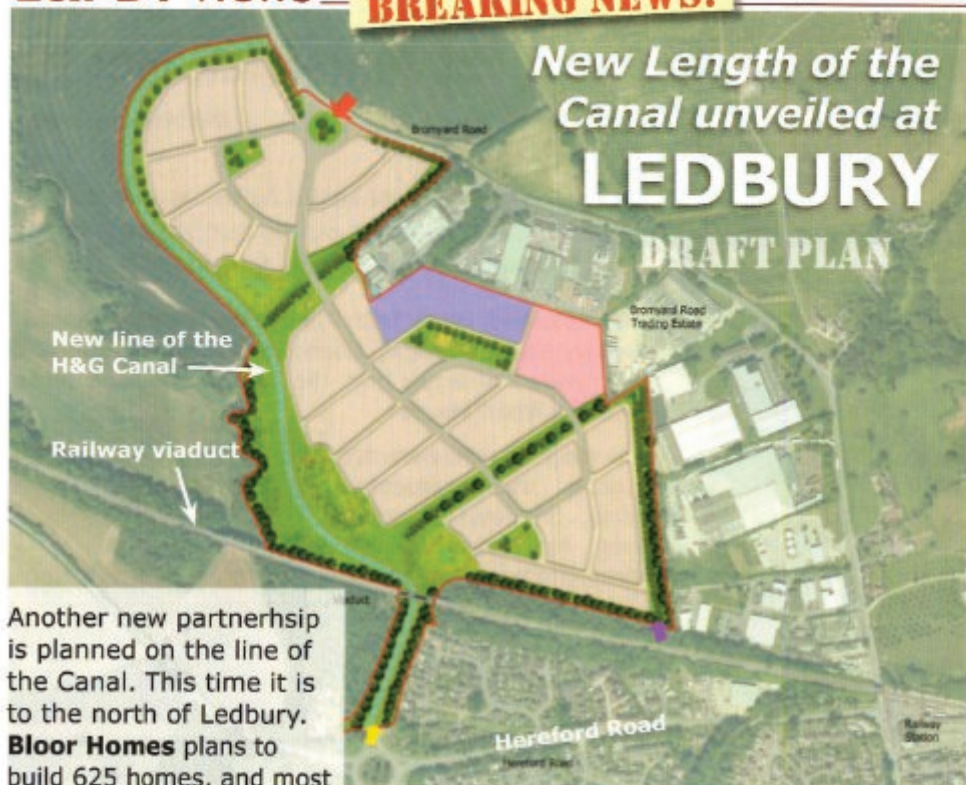 BREAKING NEWS!
New Length of the
Canal unveiled at
LEDBURY
DRAFT PLAN
Bromyard Road
Bromyard Road
Trading Estate
New line of the
H&G Canal
Railway viaduct
Viaduct
Another new partnerhsip
is planned on the line of
the Canal. This time it is
to the north of Ledbury.
Bloor Homes plans to
build 625 homes, and most
Hereford Road
Hereford Road
Railway
Station